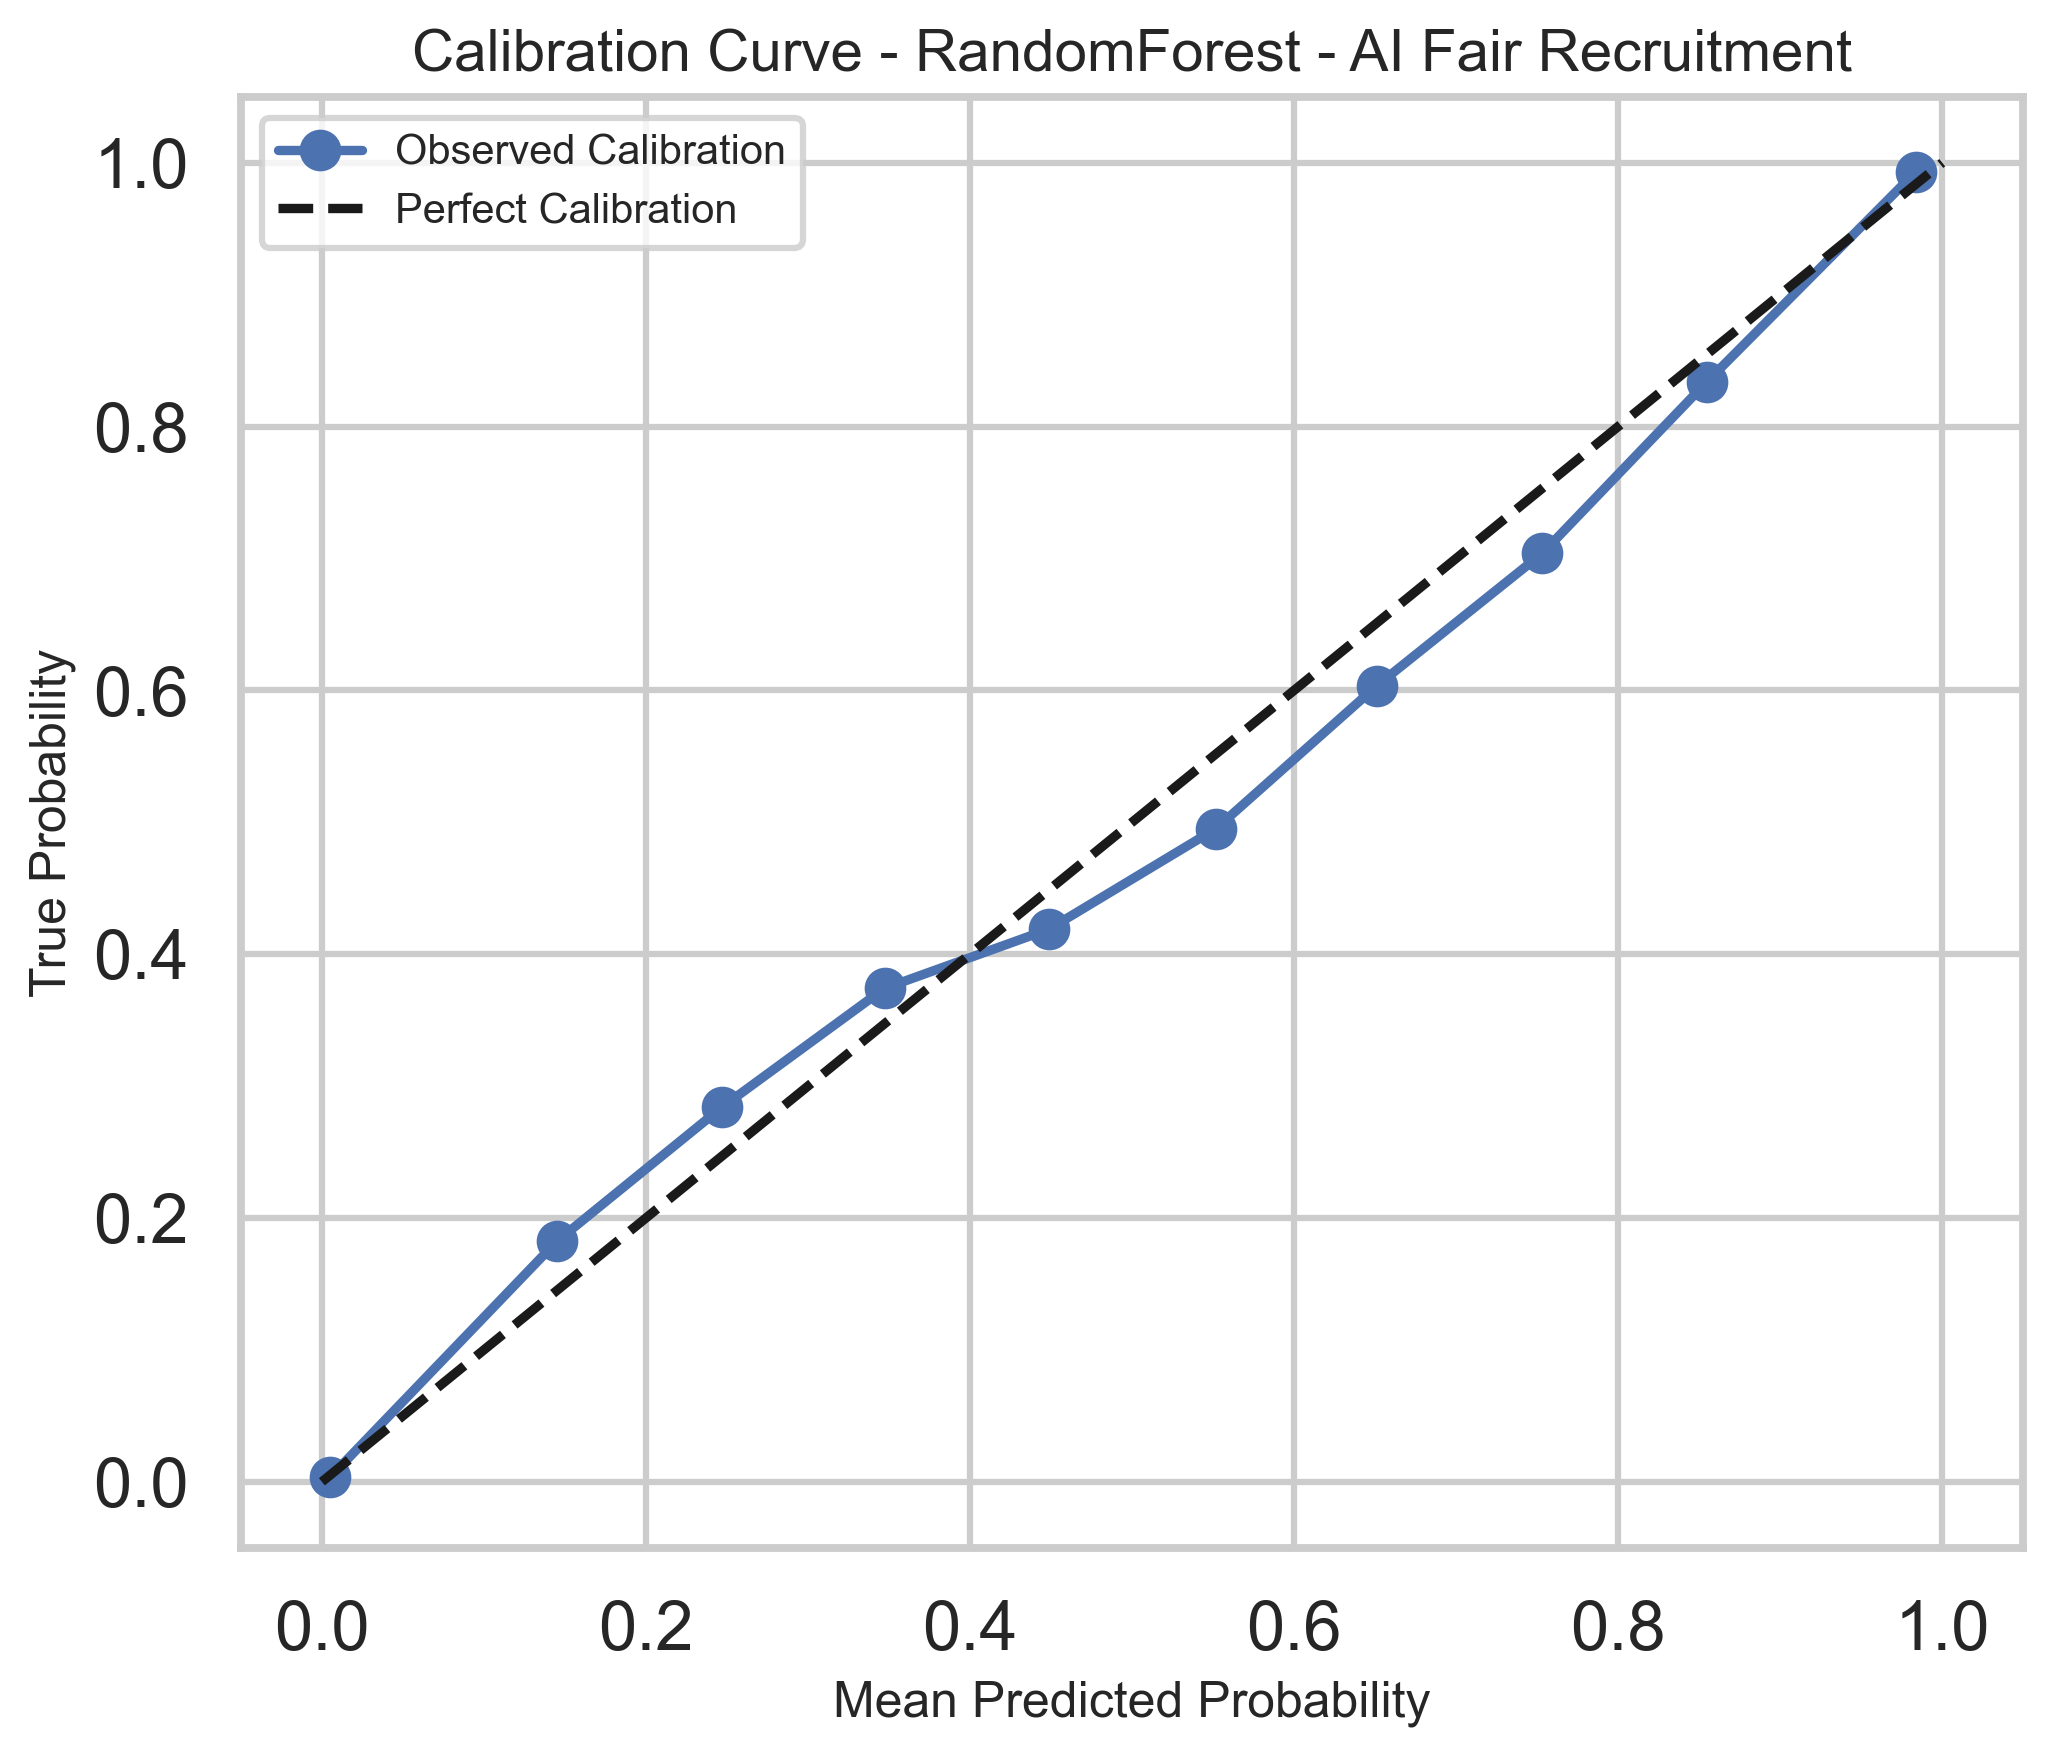 Calibration Curve - RandomForest - AI Fair Recruitment
Observed Calibration
Perfect Calibration
1.0
0.8
0.6
0.4
0.2
0.0
True Probability
0.0 0.2 0.4 0.6 0.8 1.0
Mean Predicted Probability